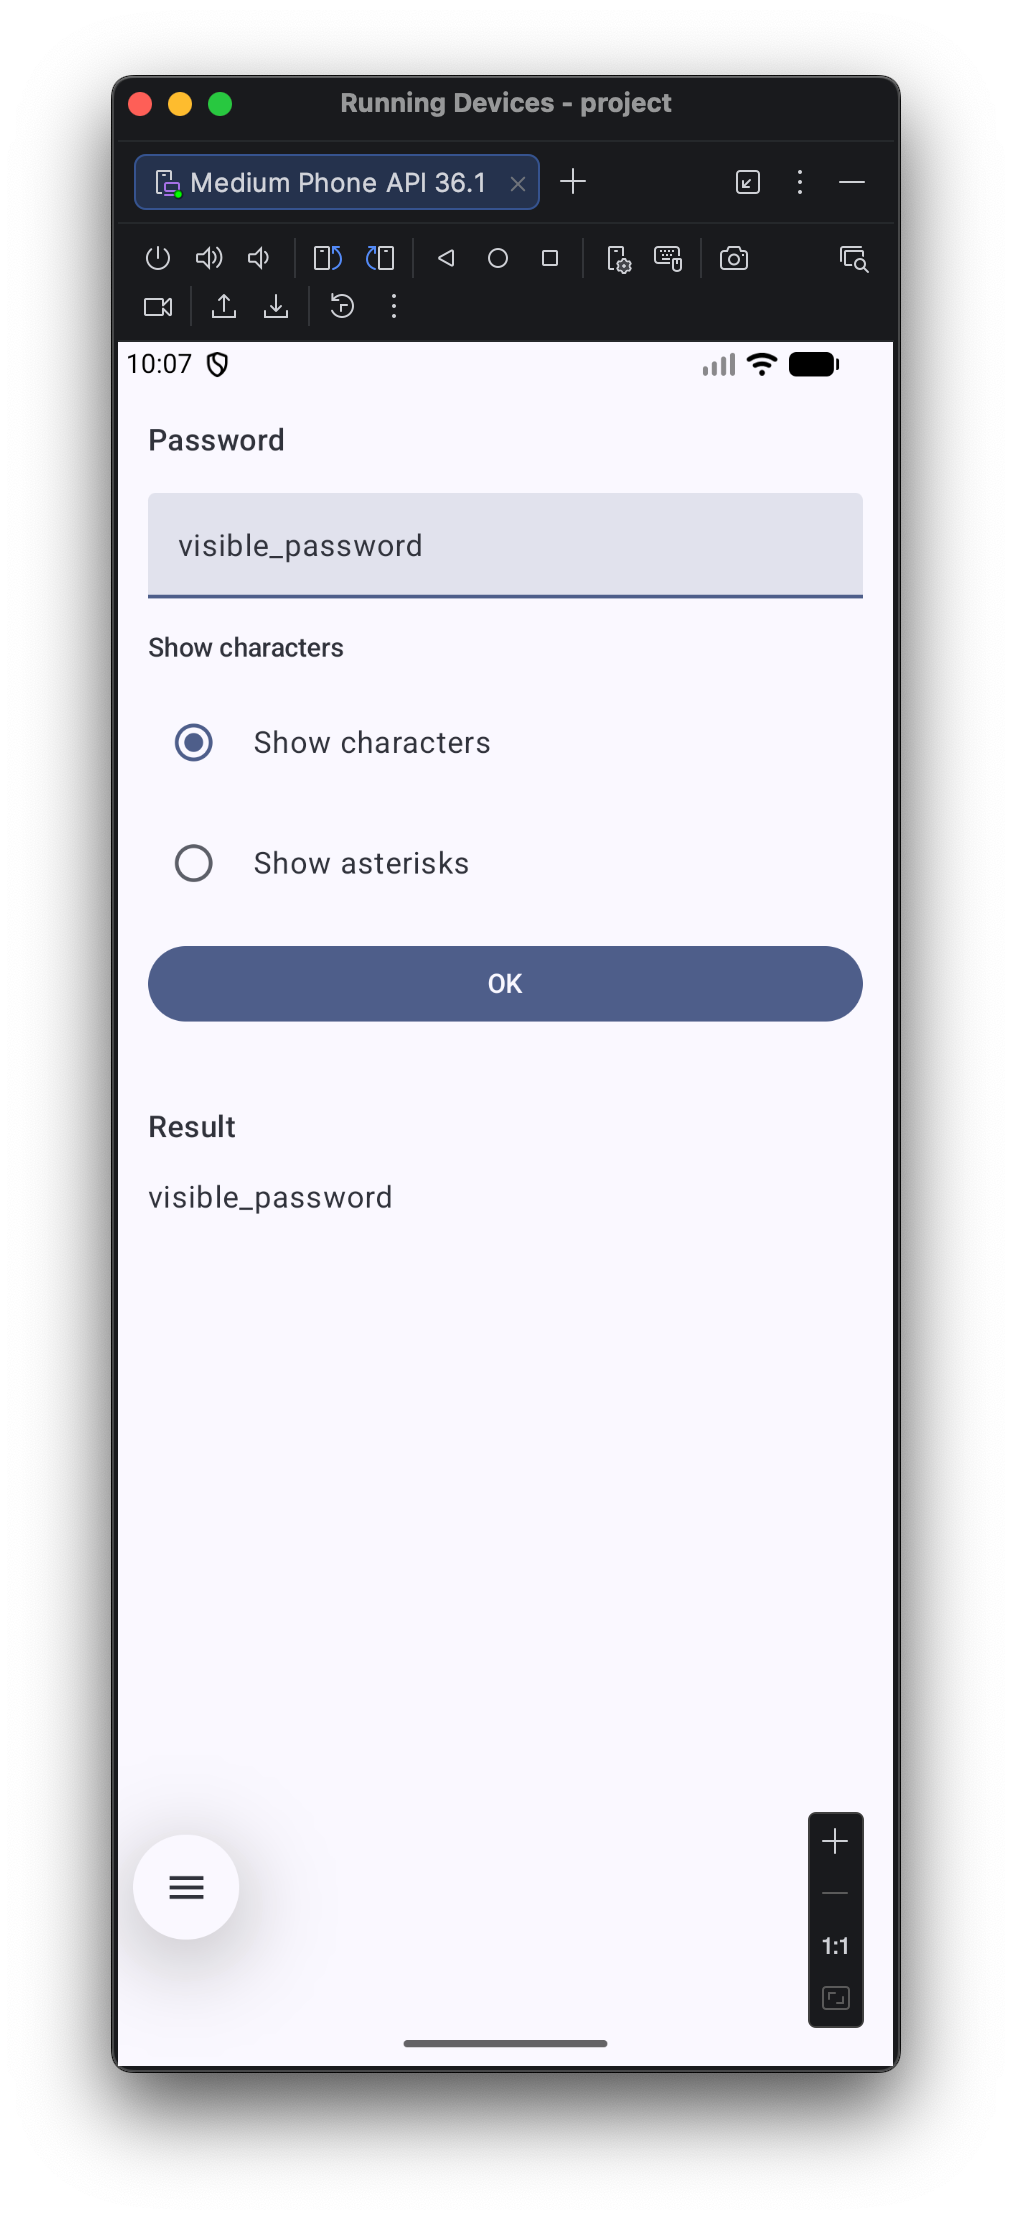 Running Devices - project
Medium Phone API 36.1
10:07
Password
visible_password
Show characters
Show characters
Show asterisks
OK
Result
visible_password
1:1